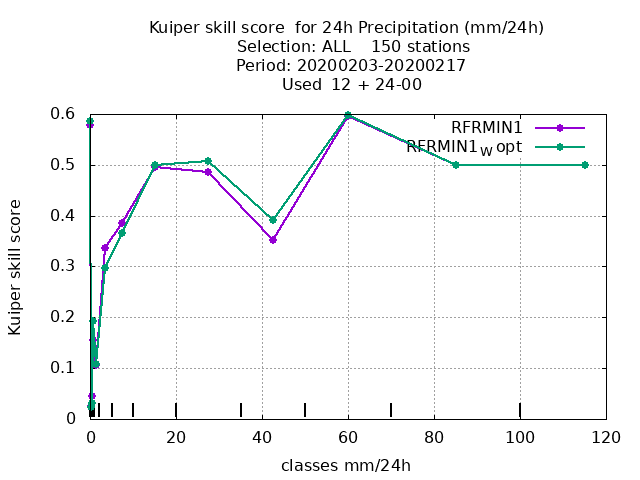 Kuiper skill score  for 24h Precipitation (mm/24h)
Selection: ALL    150 stations
Period: 20200203-20200217
Used  12 + 24-00
RFRMIN1
RFRMIN1W opt
Kuiper skill score
0.6
0.5
0.4
0.3
0.2
0.1
0
0 20 40 60 80 100 120
classes mm/24h